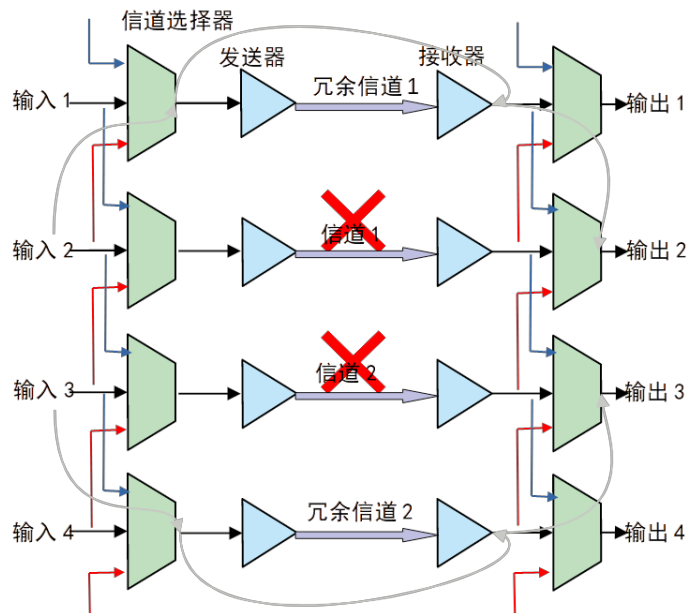 信道选择器
发送器
接收器
输入 1
冗余信道 1
输出 1
信道 1
输入 2
输出 2
信道 2
输入 3
输出 3
冗余信道 2
输入 4
输出 4